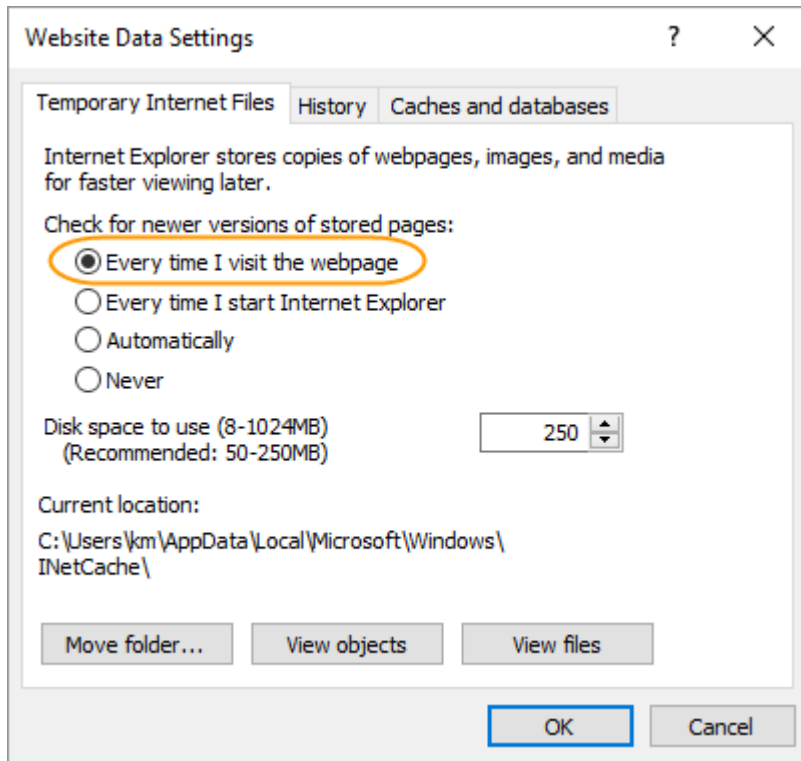 Website Data Settings
?
Temporary Internet Files
History
Caches and databases
Internet Explorer stores copies of webpages, images, and media
for faster viewing later.
Check for newer versions of stored pages:
Every time I visit the webpage
Every time I start Internet Explorer
Automatically
Never
Disk space to use (8-1024MB)
(Recommended: 50-250MB)
250
Current location:
C:\Users\km\AppData\Local\Microsoft\Windows\
INetCache\
Move folder...
View objects
View files
OK
Cancel